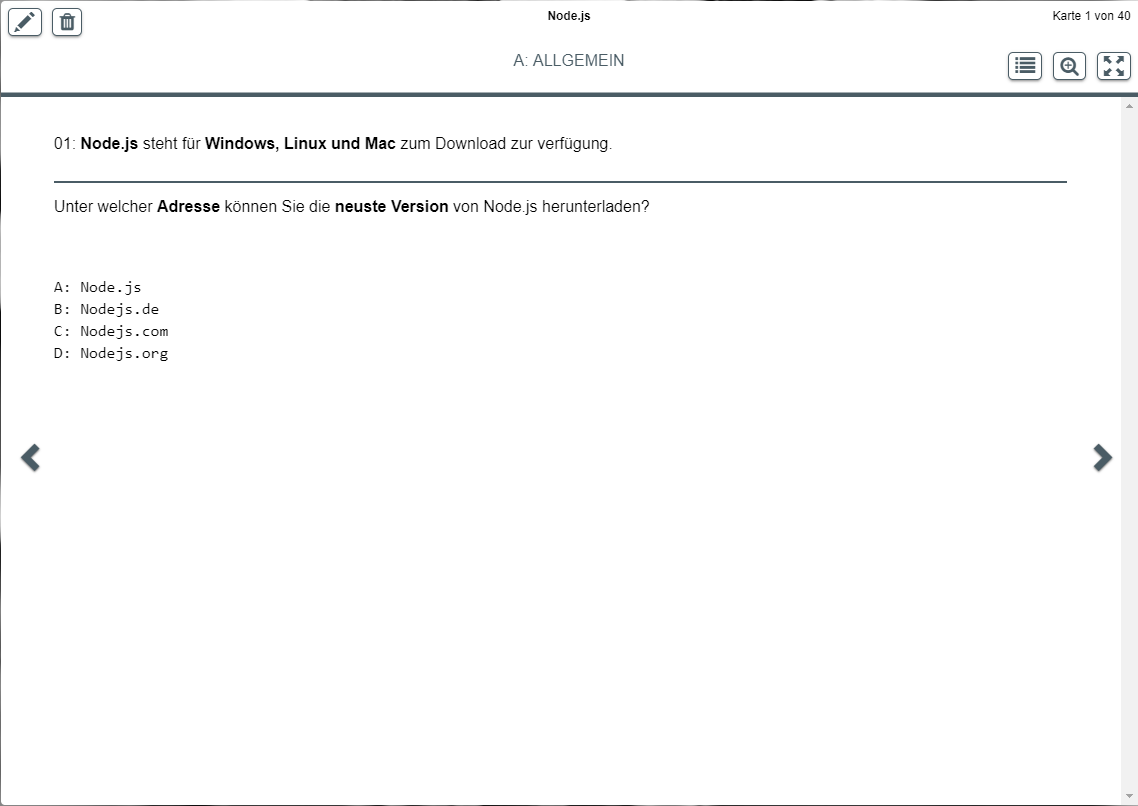 Node.js
Karte 1 von 40
A: ALLGEMEIN
01: Node.js steht für Windows, Linux und Mac zum Download zur verfügung.
Unter welcher Adresse können Sie die neuste Version von Node.js herunterladen?
A: Node.js
B: Nodejs.de
C: Nodejs.com
D: Nodejs.org